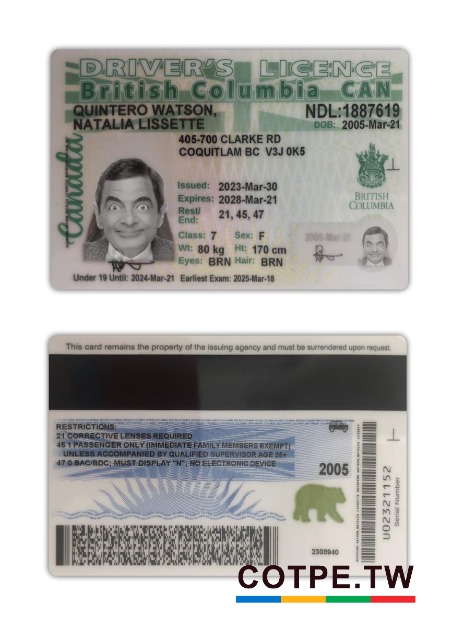 DRIVER'S LICENCE
British Columbia CAN
QUINTERO WATSON,
NATALIA LISSETTE
NDL:1887619
DOB: 2005-Mar-21
405-700 CLARKE RD
COQUITLAM BC V3J 0K5
Canada
Issued: 2023-Mar-30
Expires: 2028-Mar-21
Rest/
End: 21, 45, 47
Class: 7 Sex: F
Wt: 80 kg Ht: 170 cm
Eyes: BRN Hair: BRN
BRITISH
COLUMBIA
2005-Mar-21
Under 19 Until: 2024-Mar-21 Earliest Exam: 2025-Mar-18
This card remains the property of the issuing agency and must be surrendered upon request.
RESTRICTIONS:
21 CORRECTIVE LENSES REQUIRED
45 1 PASSENGER ONLY (IMMEDIATE FAMILY MEMBERS EXEMPT)
UNLESS ACCOMPANIED BY QUALIFIED SUPERVISOR AGE 25+
47 0 BAC/BDC; MUST DISPLAY "N"; NO ELECTRONIC DEVICE
2005
2308940
U02321152
Serial Number
COTPE.TW